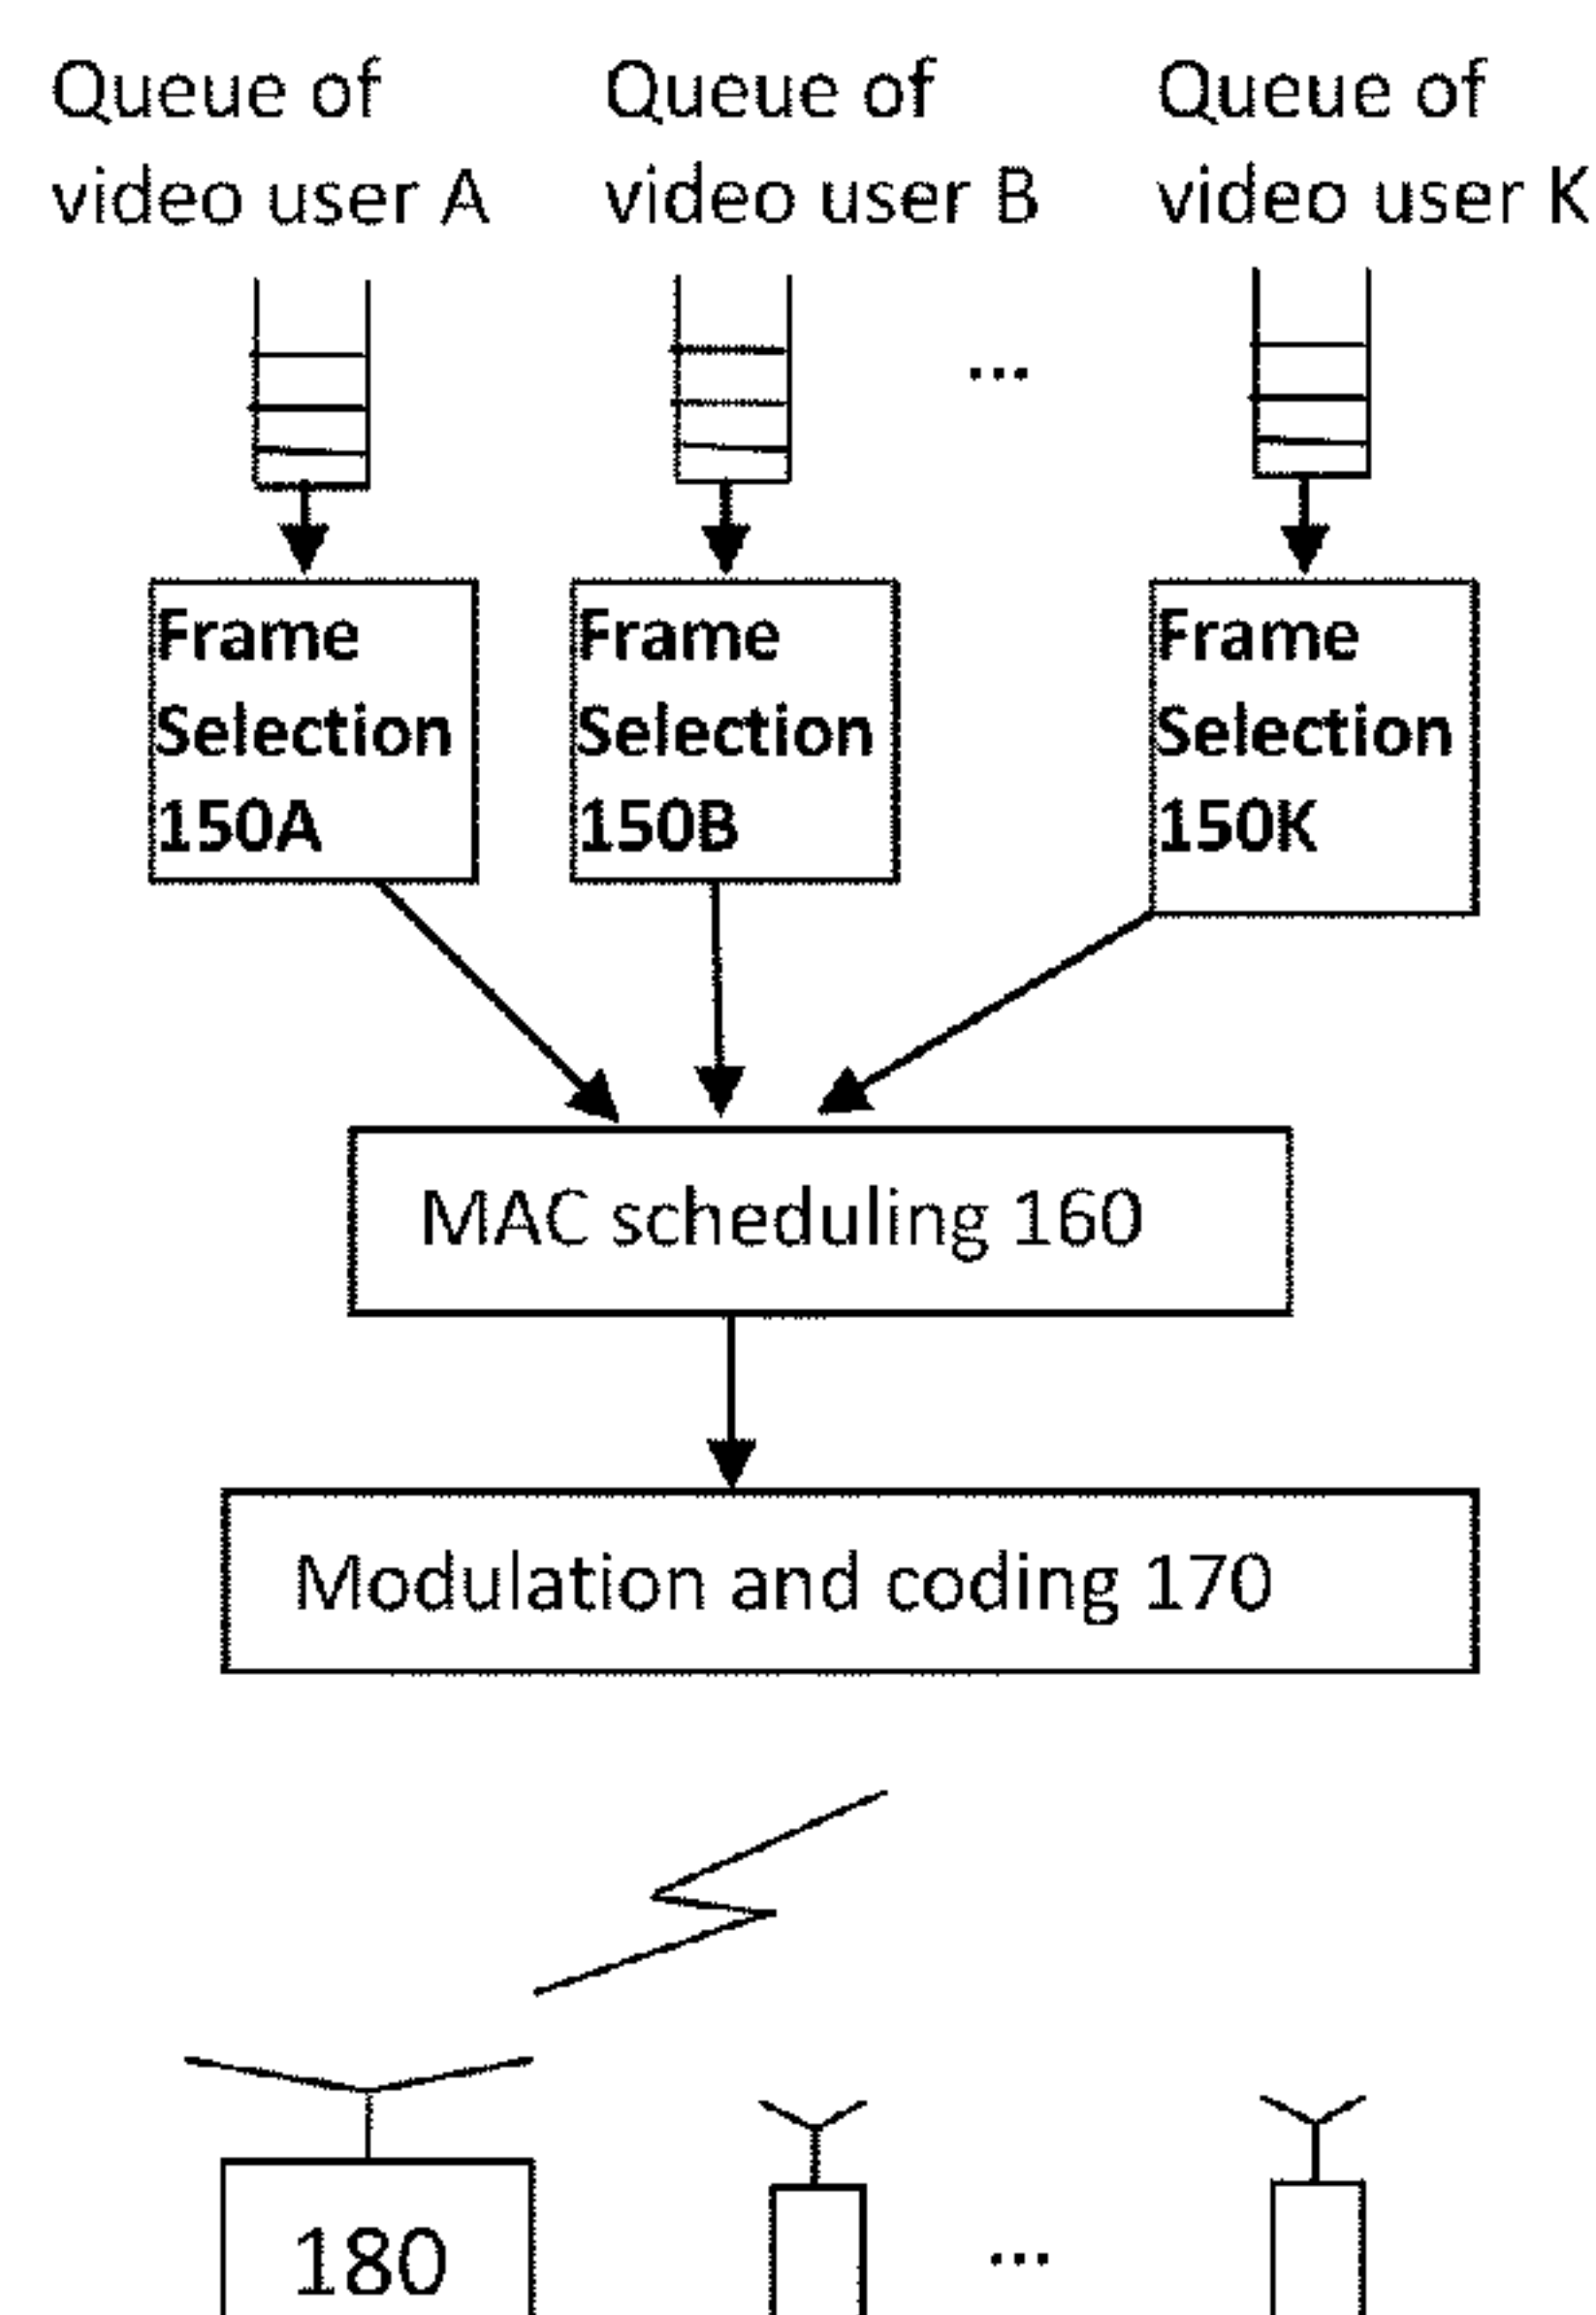 Queue of
video user A
Queue of
video user B
Queue of
video user K
...
Frame
Selection
150A
Frame
Selection
150B
Frame
Selection
150K
MAC scheduling 160
Modulation and coding 170
180
...